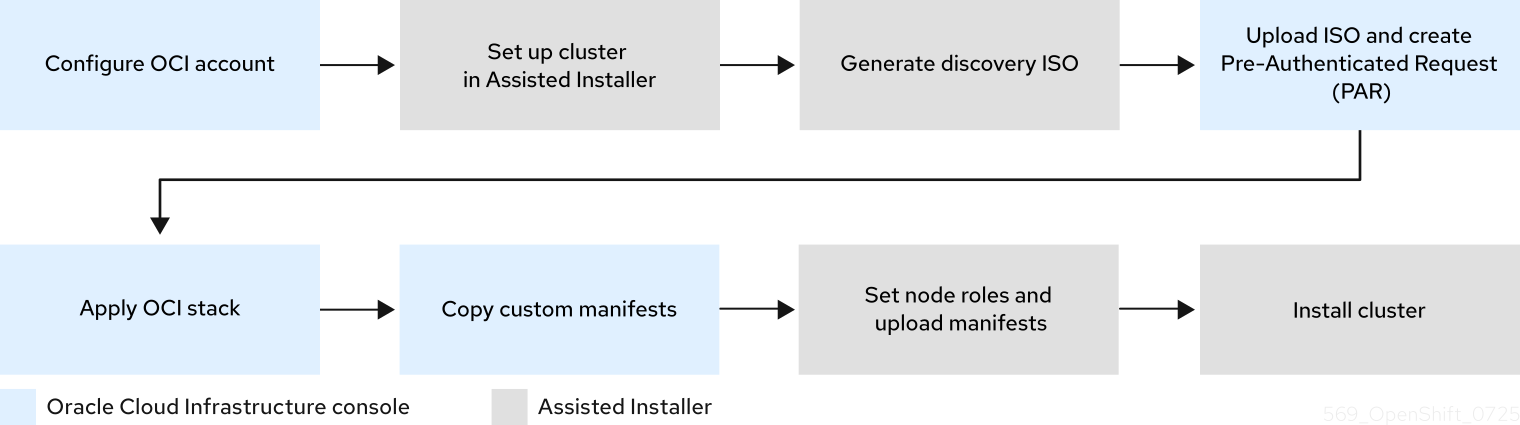 Configure OCI account
Set up cluster
in Assisted Installer
Generate discovery ISO
Upload ISO and create
Pre-Authenticated Request
(PAR)
Apply OCI stack
Copy custom manifests
Set node roles and
upload manifests
Install cluster
Oracle Cloud Infrastructure console
Assisted Installer
569_OpenShift_0725